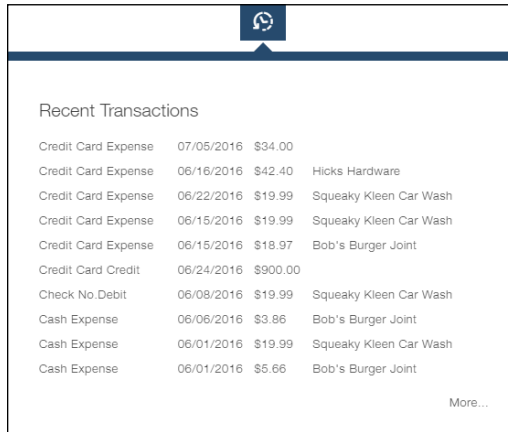 Recent Transactions
Credit Card Expense 07/05/2016 $34.00
Credit Card Expense 06/16/2016 $42.40 Hicks Hardware
Credit Card Expense 06/22/2016 $19.99 Squeaky Kleen Car Wash
Credit Card Expense 06/15/2016 $19.99 Squeaky Kleen Car Wash
Credit Card Expense 06/15/2016 $18.97 Bob's Burger Joint
Credit Card Credit 06/24/2016 $900.00
Check No.Debit 06/08/2016 $19.99 Squeaky Kleen Car Wash
Cash Expense 06/06/2016 $3.86 Bob's Burger Joint
Cash Expense 06/01/2016 $19.99 Squeaky Kleen Car Wash
Cash Expense 06/01/2016 $5.66 Bob's Burger Joint
More...